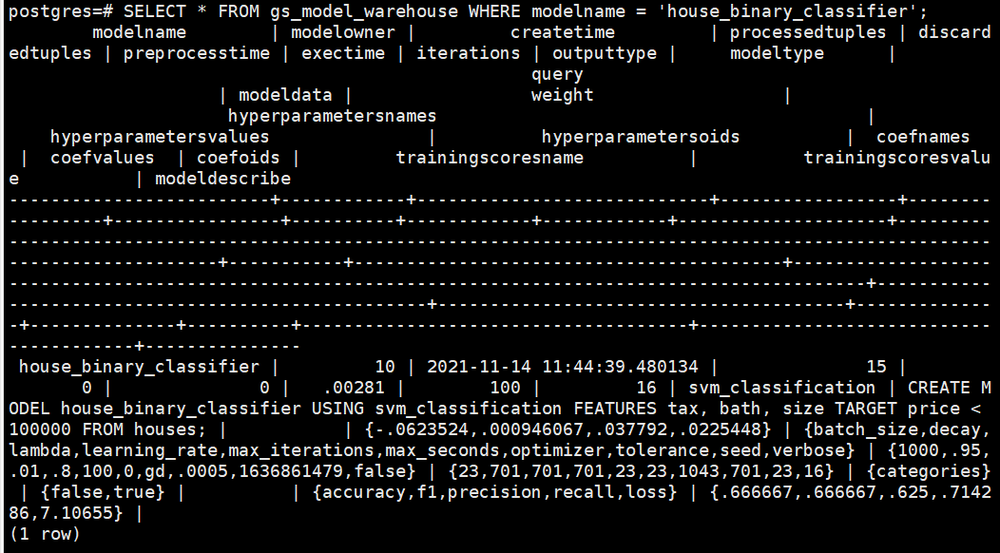 postgres=# SELECT * FROM gs_model_warehouse WHERE modelname = 'house_binary_classifier';
        modelname        | modelowner |         createtime         | processedtuples | discard
edtuples | preprocesstime | exectime | iterations | outputtype |     modeltype      |
                                                  query
                    | modeldata |                 weight                  |
                     hyperparametersnames                                         |
    hyperparametersvalues               |          hyperparametersoids          |  coefnames
 |  coefvalues  | coefoids |         trainingscoresname          |          trainingscoresvalu
e            | modeldescribe
-------------------------+------------+----------------------------+-----------------+--------
---------+----------------+----------+------------+------------+--------------------+---------
----------------------------------------------------------------------------------------------
--------------------+-----------+-----------------------------------------+-------------------
----------------------------------------------------------------------------------+-----------
----------------------------------------+---------------------------------------+-------------
-+--------------+----------+-------------------------------------+----------------------------
------------+---------------
 house_binary_classifier |         10 | 2021-11-14 11:44:39.480134 |              15 |
       0 |              0 |   .00281 |        100 |         16 | svm_classification | CREATE M
ODEL house_binary_classifier USING svm_classification FEATURES tax, bath, size TARGET price <
100000 FROM houses; |           | {-.0623524,.000946067,.037792,.0225448} | {batch_size,decay,
lambda,learning_rate,max_iterations,max_seconds,optimizer,tolerance,seed,verbose} | {1000,.95,
.01,.8,100,0,gd,.0005,1636861479,false} | {23,701,701,701,23,23,1043,701,23,16} | {categories}
 | {false,true} |          | {accuracy,f1,precision,recall,loss} | {.666667,.666667,.625,.7142
86,7.10655} |
(1 row)